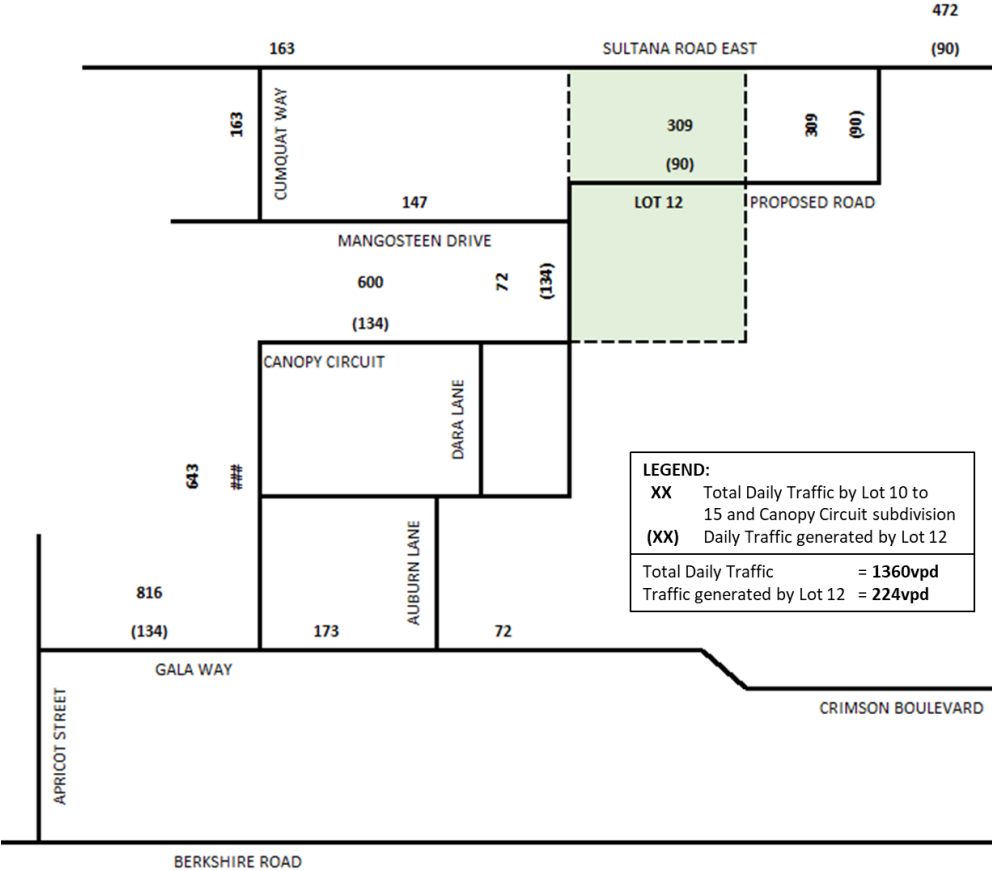 472
163 SULTANA ROAD EAST (90)
163 CUMQUAT WAY 309 309 (90)
(90)
147 LOT 12 PROPOSED ROAD
MANGOSTEEN DRIVE
600 72 (134)
(134)
CANOPY CIRCUIT
DARA LANE
643 ###
LEGEND:
XX Total Daily Traffic by Lot 10 to
15 and Canopy Circuit subdivision
(XX) Daily Traffic generated by Lot 12
Total Daily Traffic = 1360vpd
Traffic generated by Lot 12 = 224vpd
AUBURN LANE
816
(134) 173 72
GALA WAY
CRIMSON BOULEVARD
APRICOT STREET
BERKSHIRE ROAD